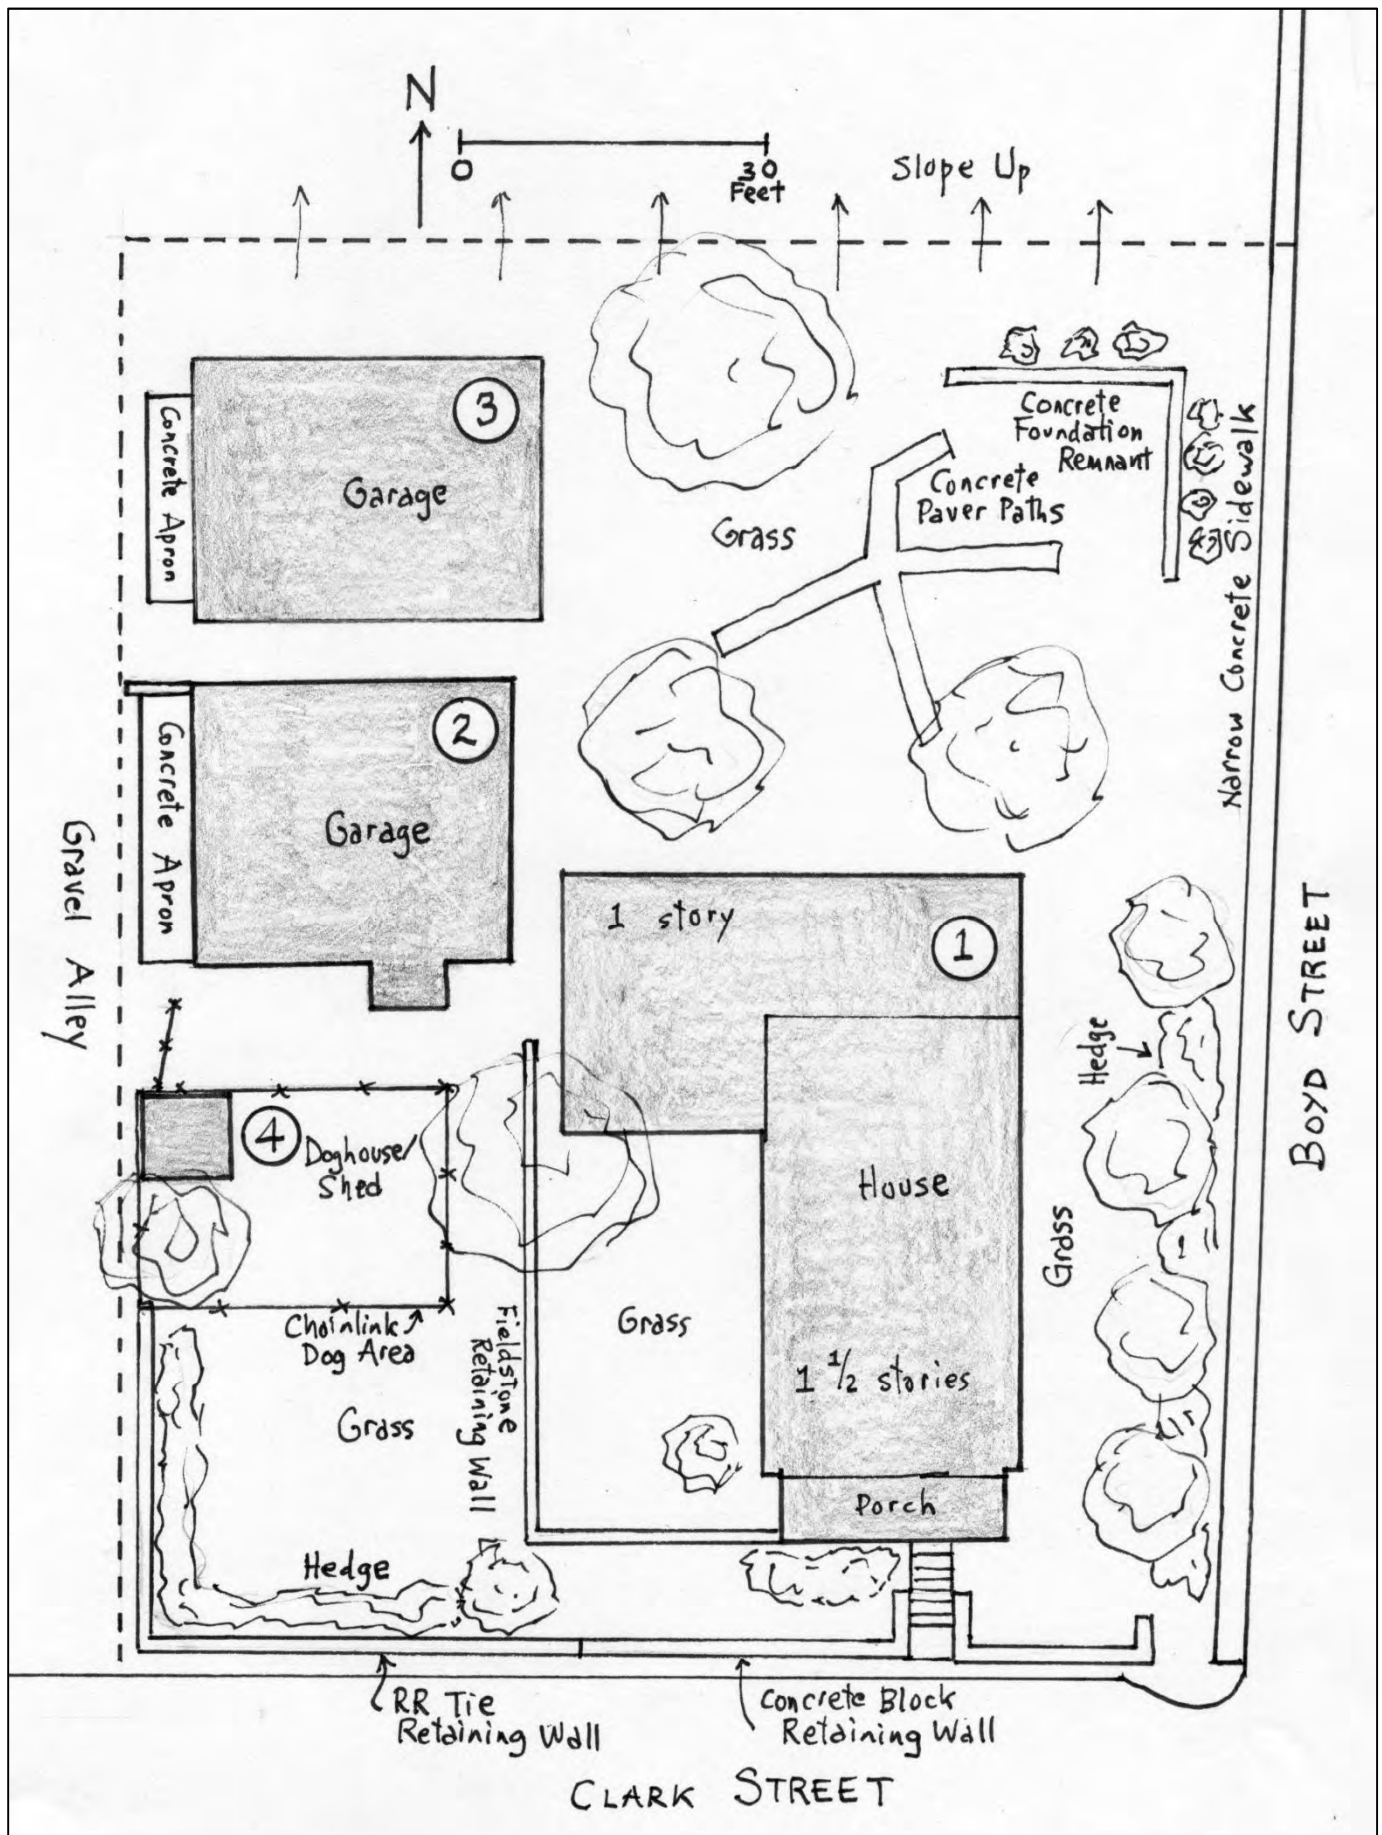 N
0
30
Feet
Slope Up
3
Garage
Concrete Apron
Concrete
Foundation
Remnant
Concrete
Paver Paths
Grass
Narrow Concrete Sidewalk
2
Garage
Concrete Apron
Gravel Alley
1 story
1
House
1 1/2 stories
Porch
Hedge
Grass
BOYD STREET
4
Doghouse/
Shed
Chainlink
Dog Area
Fieldstone
Retaining Wall
Grass
Grass
Hedge
RR Tie
Retaining Wall
Concrete Block
Retaining Wall
CLARK STREET